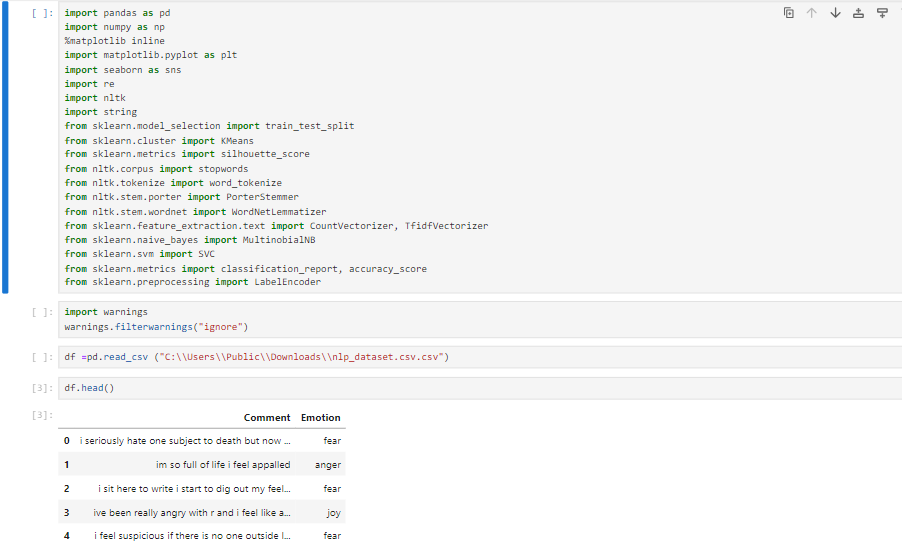 [ ]: import pandas as pd
import numpy as np
%matplotlib inline
import matplotlib.pyplot as plt
import seaborn as sns
import re
import nltk
import string
from sklearn.model_selection import train_test_split
from sklearn.cluster import KMeans
from sklearn.metrics import silhouette_score
from nltk.corpus import stopwords
from nltk.tokenize import word_tokenize
from nltk.stem.porter import PorterStemmer
from nltk.stem.wordnet import WordNetLemmatizer
from sklearn.feature_extraction.text import CountVectorizer, TfidfVectorizer
from sklearn.naive_bayes import MultinobialNB
from sklearn.svm import SVC
from sklearn.metrics import classification_report, accuracy_score
from sklearn.preprocessing import LabelEncoder
[ ]: import warnings
warnings.filterwarnings("ignore")
[ ]: df =pd.read_csv ("C:\\Users\\Public\\Downloads\\nlp_dataset.csv.csv")
[3]: df.head()
[3]: Comment Emotion
0 i seriously hate one subject to death but now ... fear
1 im so full of life i feel appalled anger
2 i sit here to write i start to dig out my feel... fear
3 ive been really angry with r and i feel like a... joy
4 i feel suspicious if there is no one outside l... fear